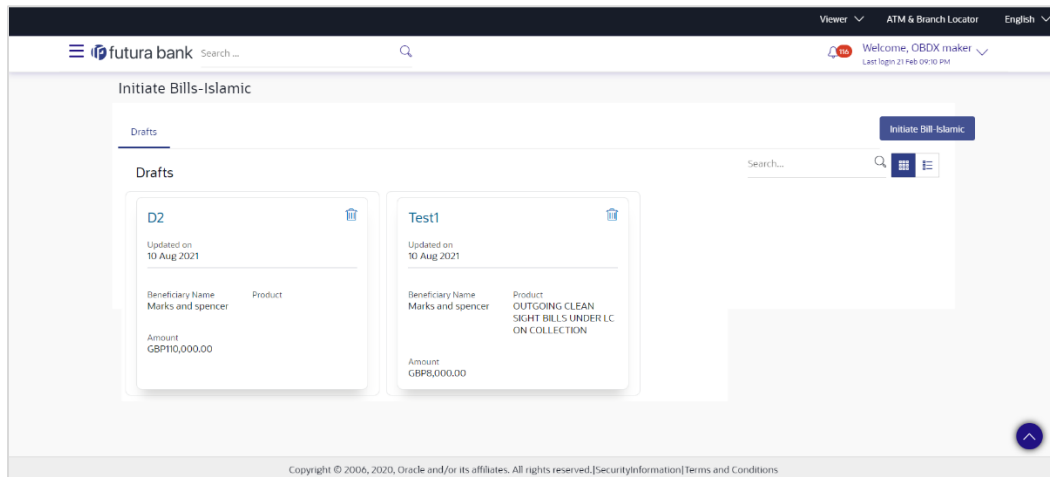 Viewer ATM & Branch Locator English
futura bank Search ... 116 Welcome, OBDX maker
Last login 21 Feb 09:10 PM
Initiate Bills-Islamic
Drafts Initiate Bill-Islamic
Drafts Search...
D2 Test1
Updated on Updated on
10 Aug 2021 10 Aug 2021
Beneficiary Name Product Beneficiary Name Product
Marks and spencer Marks and spencer OUTGOING CLEAN
SIGHT BILLS UNDER LC
ON COLLECTION
Amount
GBP110,000.00
Amount
GBP8,000.00
Copyright © 2006, 2020, Oracle and/or its affiliates. All rights reserved.|SecurityInformation|Terms and Conditions